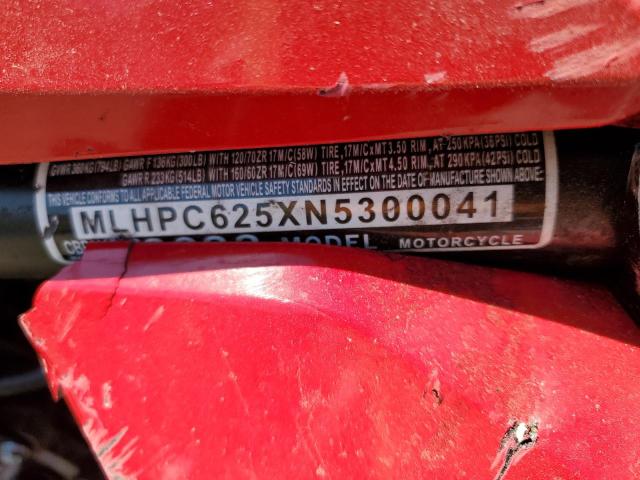 GVWR 360KG(794LB) GAWR F 136KG(300LB) WITH 120/70ZR 17M/C(58W) TIRE, 17M/CxMT3.50 RIM, AT 250 KPA(36PSI) COLD
GAWR R 233KG(514LB) WITH 160/60ZR 17M/C(69W) TIRE, 17M/CxMT4.50 RIM, AT 290 KPA(42PSI) COLD
THIS VEHICLE CONFORMS TO ALL APPLICABLE FEDERAL MOTOR VEHICLE SAFETY STANDARDS IN EFFECT ON THE DATE OF MANUFACTURE SHOWN ABOVE:
MLHPC625XN5300041
MODEL MOTORCYCLE